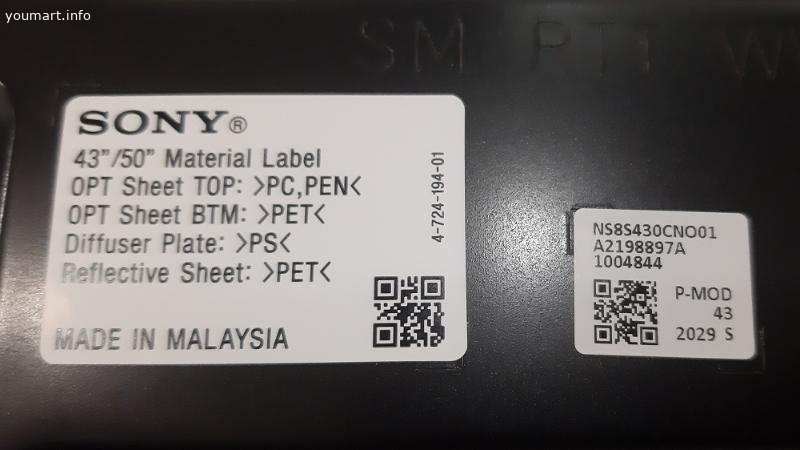 youmart.info
SONY®
43"/50" Material Label
OPT Sheet TOP: >PC,PEN<
OPT Sheet BTM: >PET<
Diffuser Plate: >PS<
Reflective Sheet: >PET<
MADE IN MALAYSIA
4-724-194-01
NS8S430CNO01
A2198897A
1004844
P-MOD
43
2029 S
SM